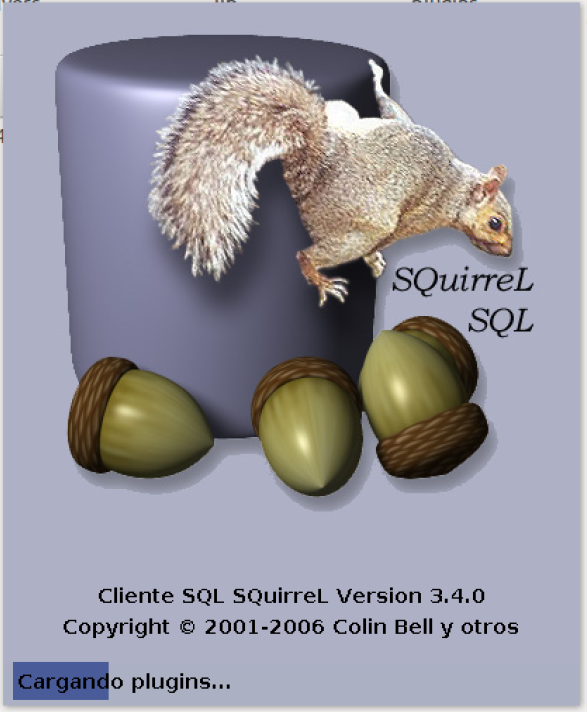 SQuirreL
SQL
Cliente SQL SQuirreL Version 3.4.0
Copyright © 2001-2006 Colin Bell y otros
Cargando plugins...